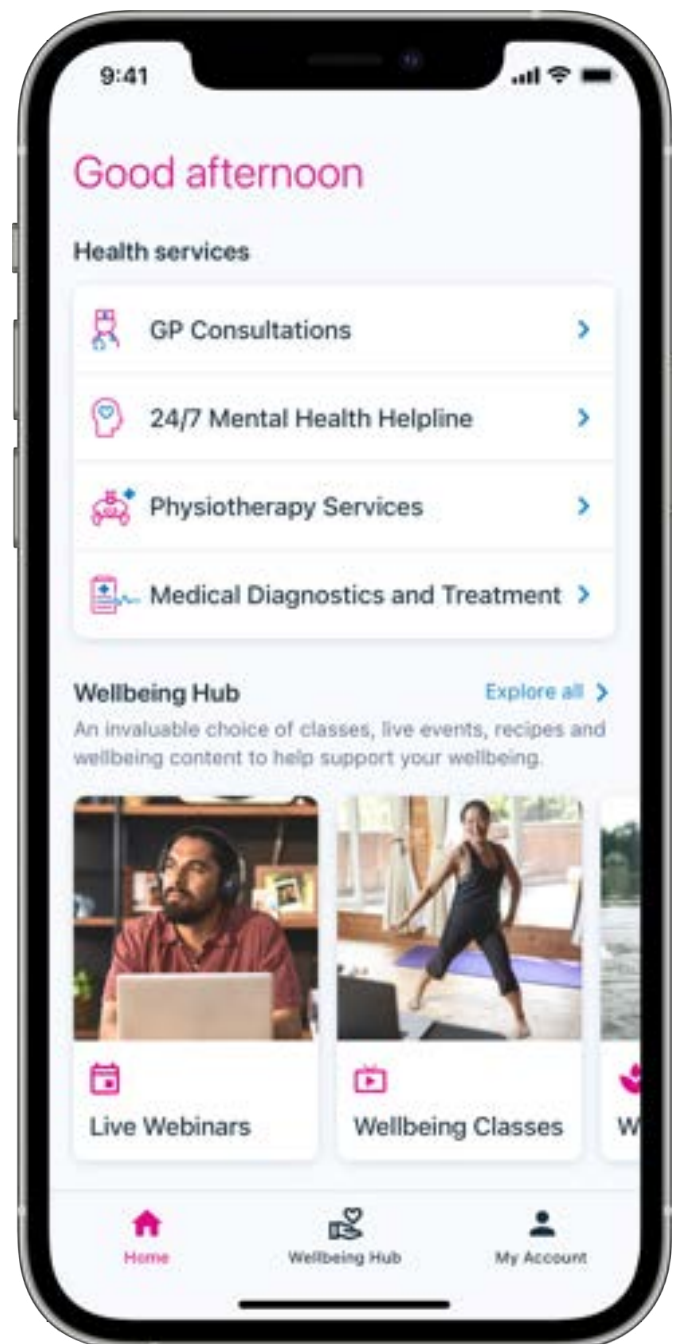 9:41
Good afternoon
Health services
GP Consultations
24/7 Mental Health Helpline
Physiotherapy Services
Medical Diagnostics and Treatment
Wellbeing Hub
Explore all
An invaluable choice of classes, live events, recipes and
wellbeing content to help support your wellbeing.
Live Webinars
Wellbeing Classes
W
Home
Wellbeing Hub
My Account